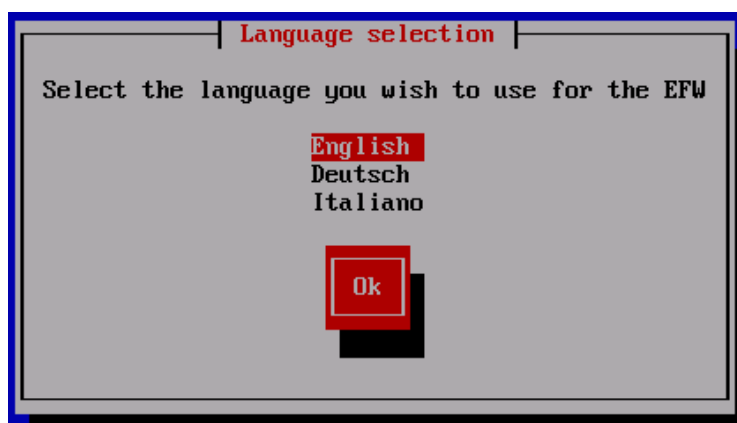 Language selection
Select the language you wish to use for the EFW
English
Deutsch
Italiano
Ok